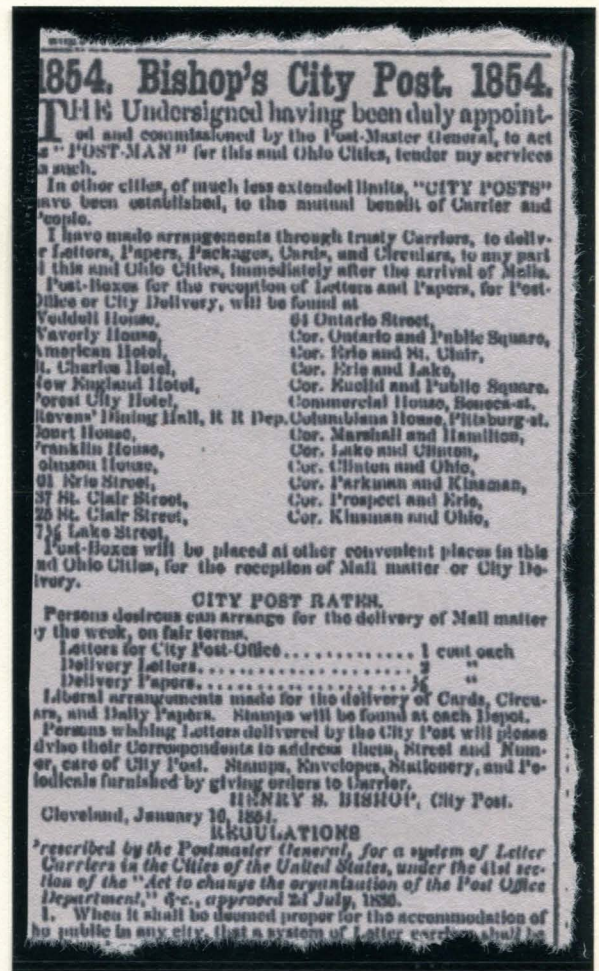 1854. Bishop's City Post. 1854.
THE Undersigned having been duly appoint-
ed and commissioned by the Post-Master General, to act
s "POST-MAN" for this and Ohio Cities, tender my services
s such.
In other cities, of much less extended limits, "CITY POSTS"
ave been established, to the mutual benefit of Carrier and
eople.
I have made arrangements through trusty Carriers, to deliv-
r Letters, Papers, Packages, Cards, and Circulars, to any part
f this and Ohio Cities, immediately after the arrival of Mails.
Post-Boxes for the reception of Letters and Papers, for Post-
Office or City Delivery, will be found at
Weddell House, 64 Ontario Street,
Waverly House, Cor. Ontario and Public Square,
American Hotel, Cor. Erie and St. Clair,
St. Charles Hotel, Cor. Erie and Lake,
New England Hotel, Cor. Euclid and Public Square.
Forest City Hotel, Commercial House, Seneca-st.
Stevens' Dining Hall, R R Dep. Columbiana House, Pittsburg-st.
Court House, Cor. Marshall and Hamilton,
Franklin House, Cor. Lake and Clinton,
Johnson House, Cor. Clinton and Ohio,
01 Erie Street, Cor. Parkman and Kinsman,
37 St. Clair Street, Cor. Prospect and Erie,
25 St. Clair Street, Cor. Kinsman and Ohio,
7½ Lake Street,
Post-Boxes will be placed at other convenient places in this
nd Ohio Cities, for the reception of Mail matter or City De-
ivery.
CITY POST RATES.
Persons desirous can arrange for the delivery of Mail matter
y the week, on fair terms.
Letters for City Post-Office.............. 1 cent each
Delivery Letters...................... 2 "
Delivery Papers....................... ½ "
Liberal arrangements made for the delivery of Cards, Circu-
ars, and Daily Papers. Stamps will be found at each Depot.
Persons wishing Letters delivered by the City Post will please
dvise their Correspondents to address them, Street and Num-
er, care of City Post. Stamps, Envelopes, Stationery, and Pe-
iodicals furnished by giving orders to Carrier.
HENRY S. BISHOP, City Post.
Cleveland, January 10, 1854.
REGULATIONS
Prescribed by the Postmaster General, for a system of Letter
Carriers in the Cities of the United States, under the 41st sec-
tion of the "Act to change the organization of the Post Office
Department," &c., approved 2d July, 1836.
1. When it shall be deemed proper for the accommodation of
he public in any city, that a system of Letter carriers shall be